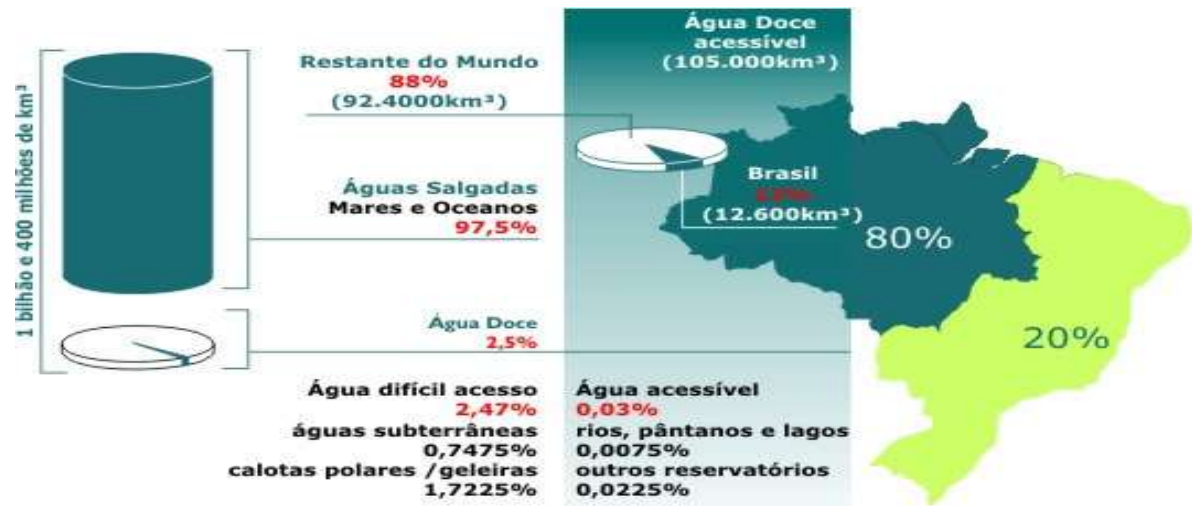 1 bilhão e 400 milhões de km³
Restante do Mundo
88%
(92.4000km³)
Águas Salgadas
Mares e Oceanos
97,5%
Água Doce
2,5%
Água difícil acesso
2,47%
águas subterrâneas
0,7475%
calotas polares /geleiras
1,7225%
Água Doce
acessível
(105.000km³)
Brasil
12%
(12.600km³)
Água acessível
0,03%
rios, pântanos e lagos
0,0075%
outros reservatórios
0,0225%
80%
20%